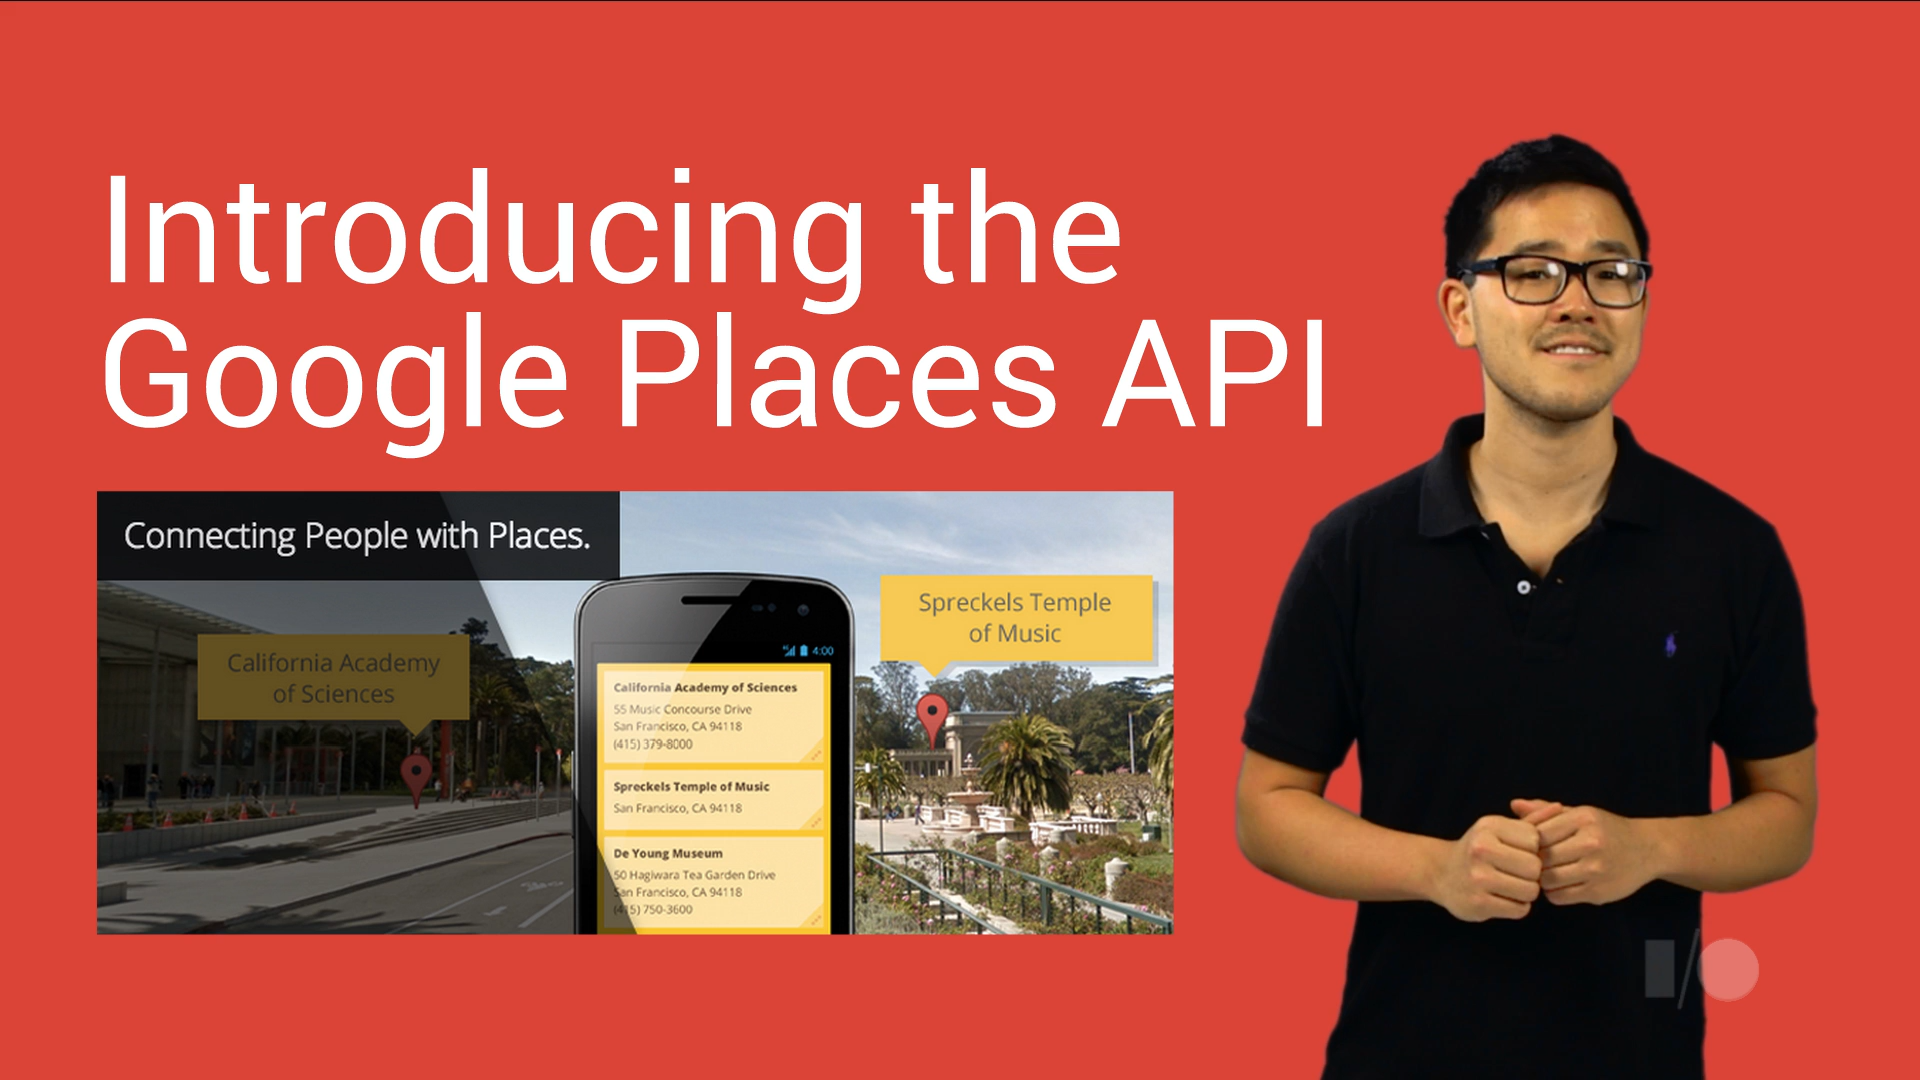 Introducing the
Google Places API
Connecting People with Places.
California Academy
of Sciences
4:00
California Academy of Sciences
55 Music Concourse Drive
San Francisco, CA 94118
(415) 379-8000
Spreckels Temple of Music
San Francisco, CA 94118
De Young Museum
50 Hagiwara Tea Garden Drive
San Francisco, CA 94118
(415) 750-3600
Spreckels Temple
of Music
I/O